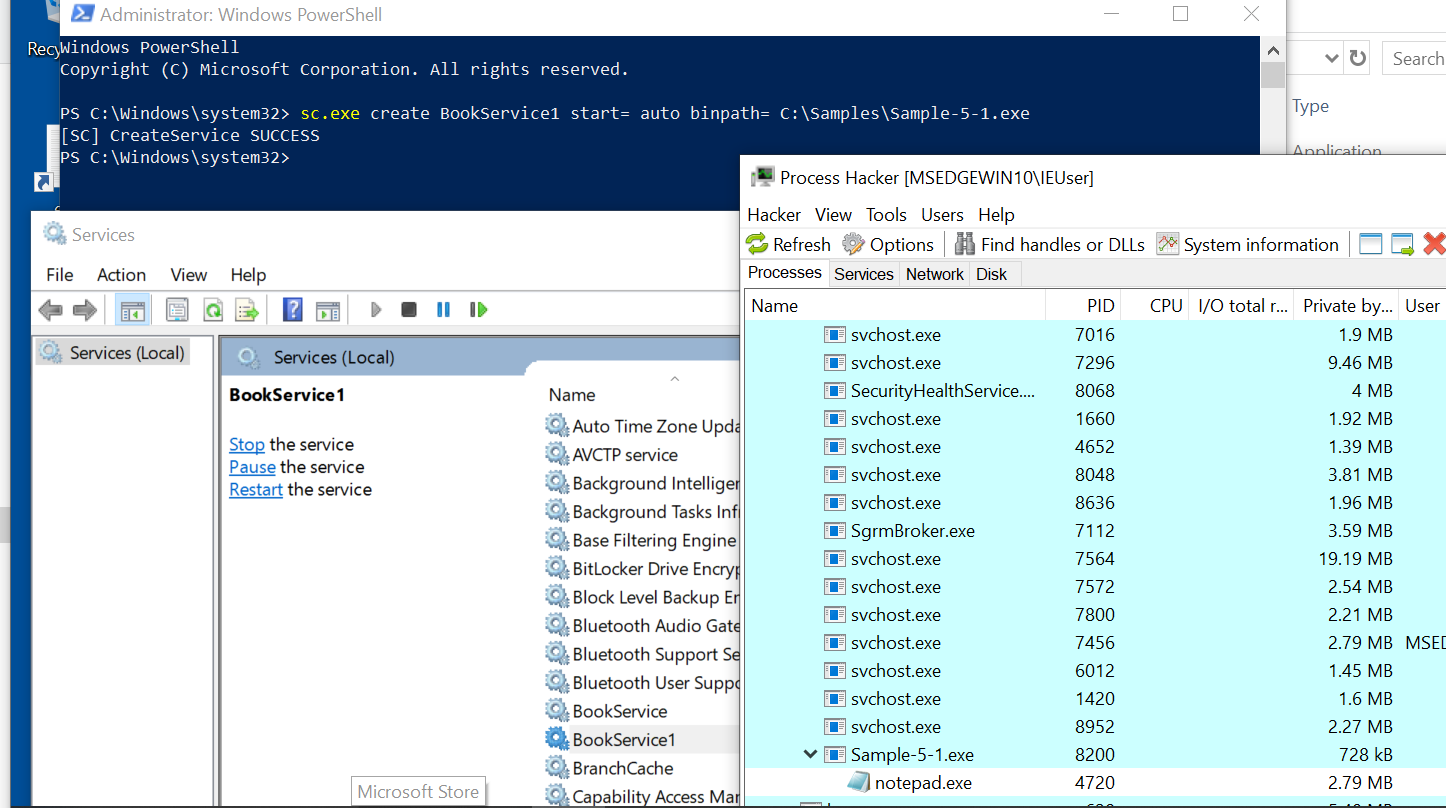 Administrator: Windows PowerShell
Recy
Windows PowerShell
Copyright (C) Microsoft Corporation. All rights reserved.
PS C:\Windows\system32> sc.exe create BookService1 start= auto binpath= C:\Samples\Sample-5-1.exe
[SC] CreateService SUCCESS
PS C:\Windows\system32>
Search
Type
Application
Services
File Action View Help
Services (Local)
Services (Local)
BookService1
Stop the service
Pause the service
Restart the service
Name
Auto Time Zone Upda
AVCTP service
Background Intelligen
Background Tasks Inf
Base Filtering Engine
BitLocker Drive Encryp
Block Level Backup En
Bluetooth Audio Gate
Bluetooth Support Se
Bluetooth User Suppo
BookService
BookService1
BranchCache
Capability Access Man
Microsoft Store
Process Hacker [MSEDGEWIN10\IEUser]
Hacker View Tools Users Help
Refresh Options Find handles or DLLs System information
Processes Services Network Disk
Name PID CPU I/O total r... Private by... User
svchost.exe 7016 1.9 MB
svchost.exe 7296 9.46 MB
SecurityHealthService.... 8068 4 MB
svchost.exe 1660 1.92 MB
svchost.exe 4652 1.39 MB
svchost.exe 8048 3.81 MB
svchost.exe 8636 1.96 MB
SgrmBroker.exe 7112 3.59 MB
svchost.exe 7564 19.19 MB
svchost.exe 7572 2.54 MB
svchost.exe 7800 2.21 MB
svchost.exe 7456 2.79 MB MSED
svchost.exe 6012 1.45 MB
svchost.exe 1420 1.6 MB
svchost.exe 8952 2.27 MB
Sample-5-1.exe 8200 728 kB
notepad.exe 4720 2.79 MB